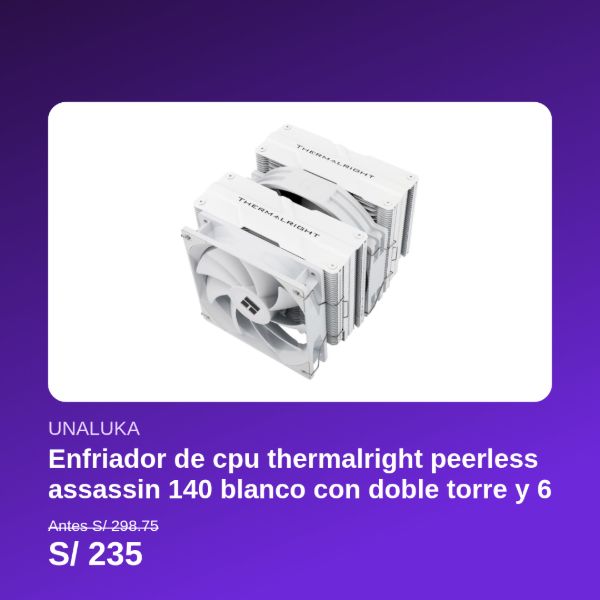 THERMALRIGHT
THERMALRIGHT
UNALUKA
Enfriador de cpu thermalright peerless
assassin 140 blanco con doble torre y 6
Antes S/ 298.75
S/ 235